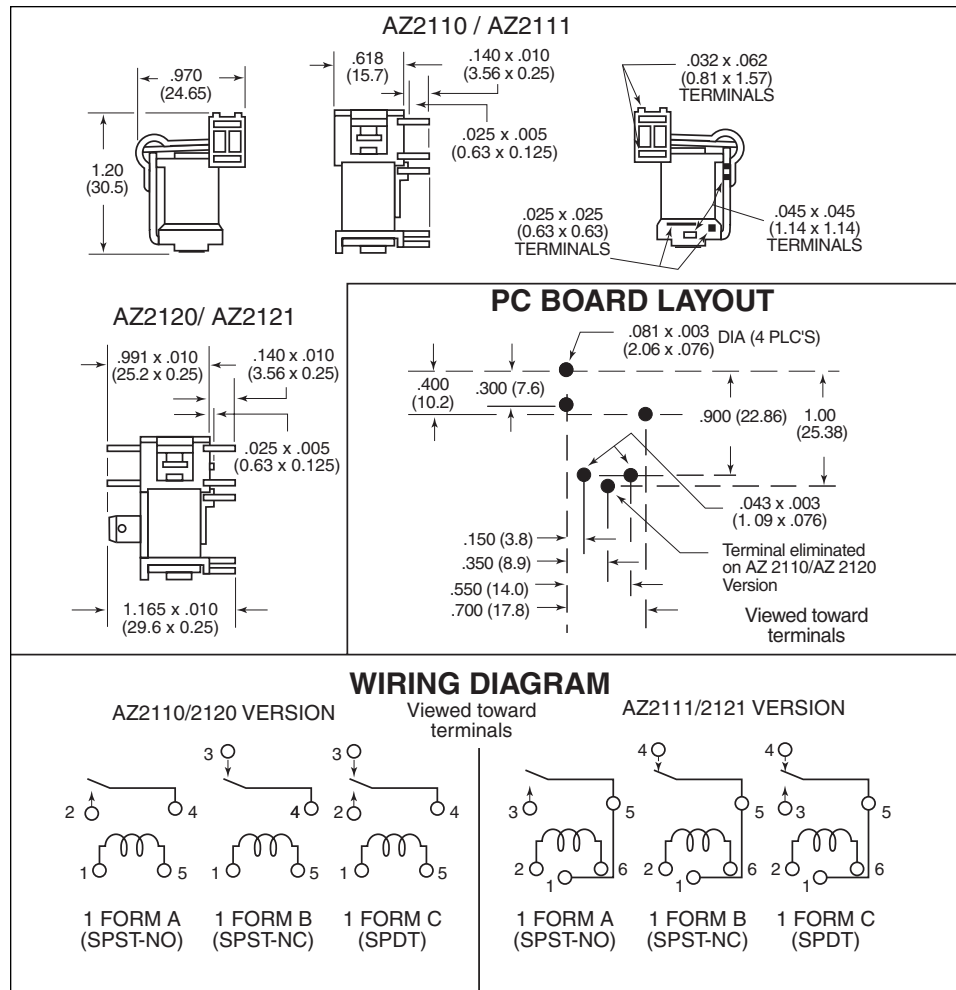 AZ2110 / AZ2111
.970
(24.65)
1.20
(30.5)
.618
(15.7)
.140 x .010
(3.56 x 0.25)
.025 x .005
(0.63 x 0.125)
.032 x .062
(0.81 x 1.57)
TERMINALS
.025 x .025
(0.63 x 0.63)
TERMINALS
.045 x .045
(1.14 x 1.14)
TERMINALS
AZ2120/ AZ2121
.991 x .010
(25.2 x 0.25)
.140 x .010
(3.56 x 0.25)
.025 x .005
(0.63 x 0.125)
1.165 x .010
(29.6 x 0.25)
PC BOARD LAYOUT
.081 x .003
(2.06 x .076)
DIA (4 PLC'S)
.400
(10.2)
.300 (7.6)
.900 (22.86)
1.00
(25.38)
.043 x .003
(1. 09 x .076)
.150 (3.8)
.350 (8.9)
.550 (14.0)
.700 (17.8)
Terminal eliminated
on AZ 2110/AZ 2120
Version
Viewed toward
terminals
WIRING DIAGRAM
Viewed toward
terminals
AZ2110/2120 VERSION
2
4
1
5
1 FORM A
(SPST-NO)
3
4
1
5
1 FORM B
(SPST-NC)
3
2
4
1
5
1 FORM C
(SPDT)
AZ2111/2121 VERSION
3
5
2
6
1
1 FORM A
(SPST-NO)
4
5
2
6
1
1 FORM B
(SPST-NC)
4
3
5
2
6
1
1 FORM C
(SPDT)